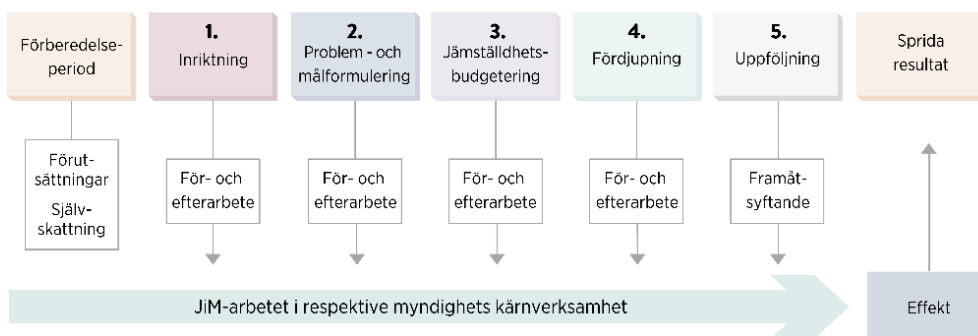 Förberedelse-
period
1.
Inriktning
2.
Problem - och
målformulering
3.
Jämställdhets-
budgetering
4.
Fördjupning
5.
Uppföljning
Sprida
resultat
Förut-
sättningar
Själv-
skattning
För- och
efterarbete
För- och
efterarbete
För- och
efterarbete
För- och
efterarbete
Framåt-
syftande
JiM-arbetet i respektive myndighets kärnverksamhet
Effekt